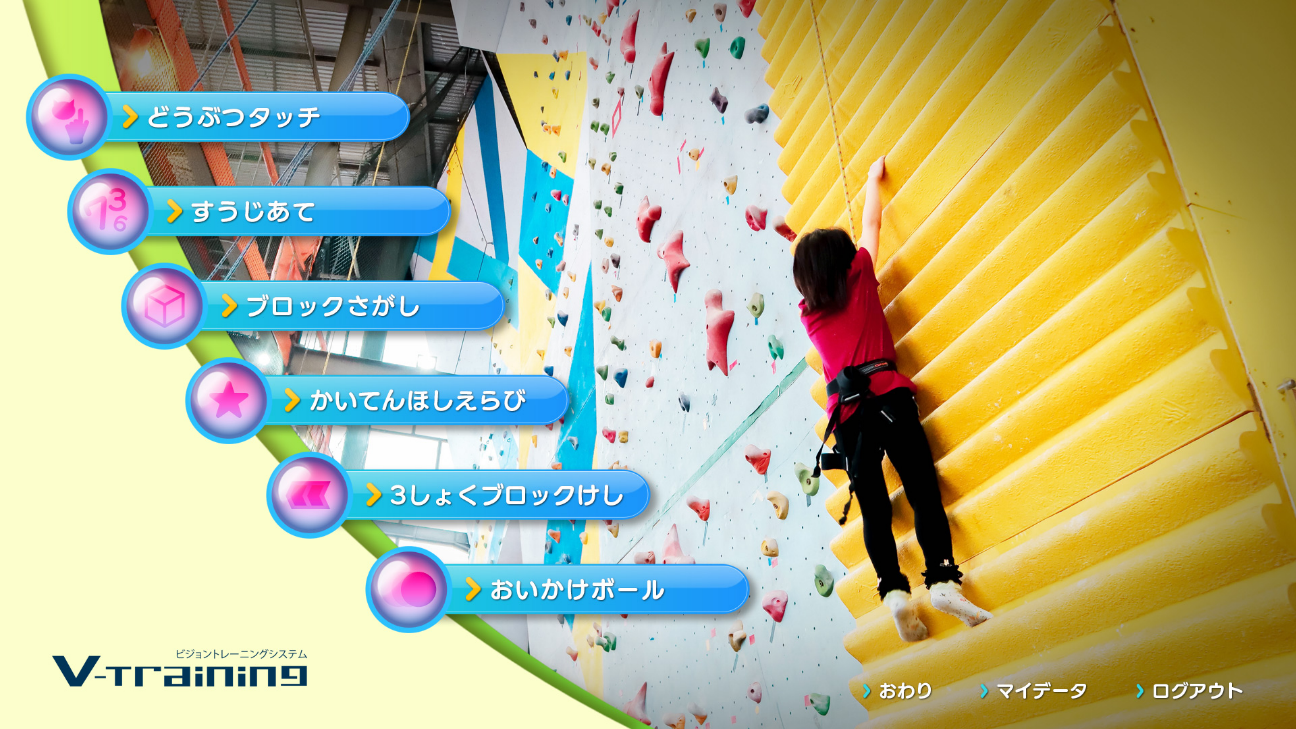 どうぶつタッチ
すうじあて
ブロックさがし
かいてんほしえらび
3しょくブロックけし
おいかけボール
ビジョントレーニングシステム
V-Training
おわり
マイデータ
ログアウト